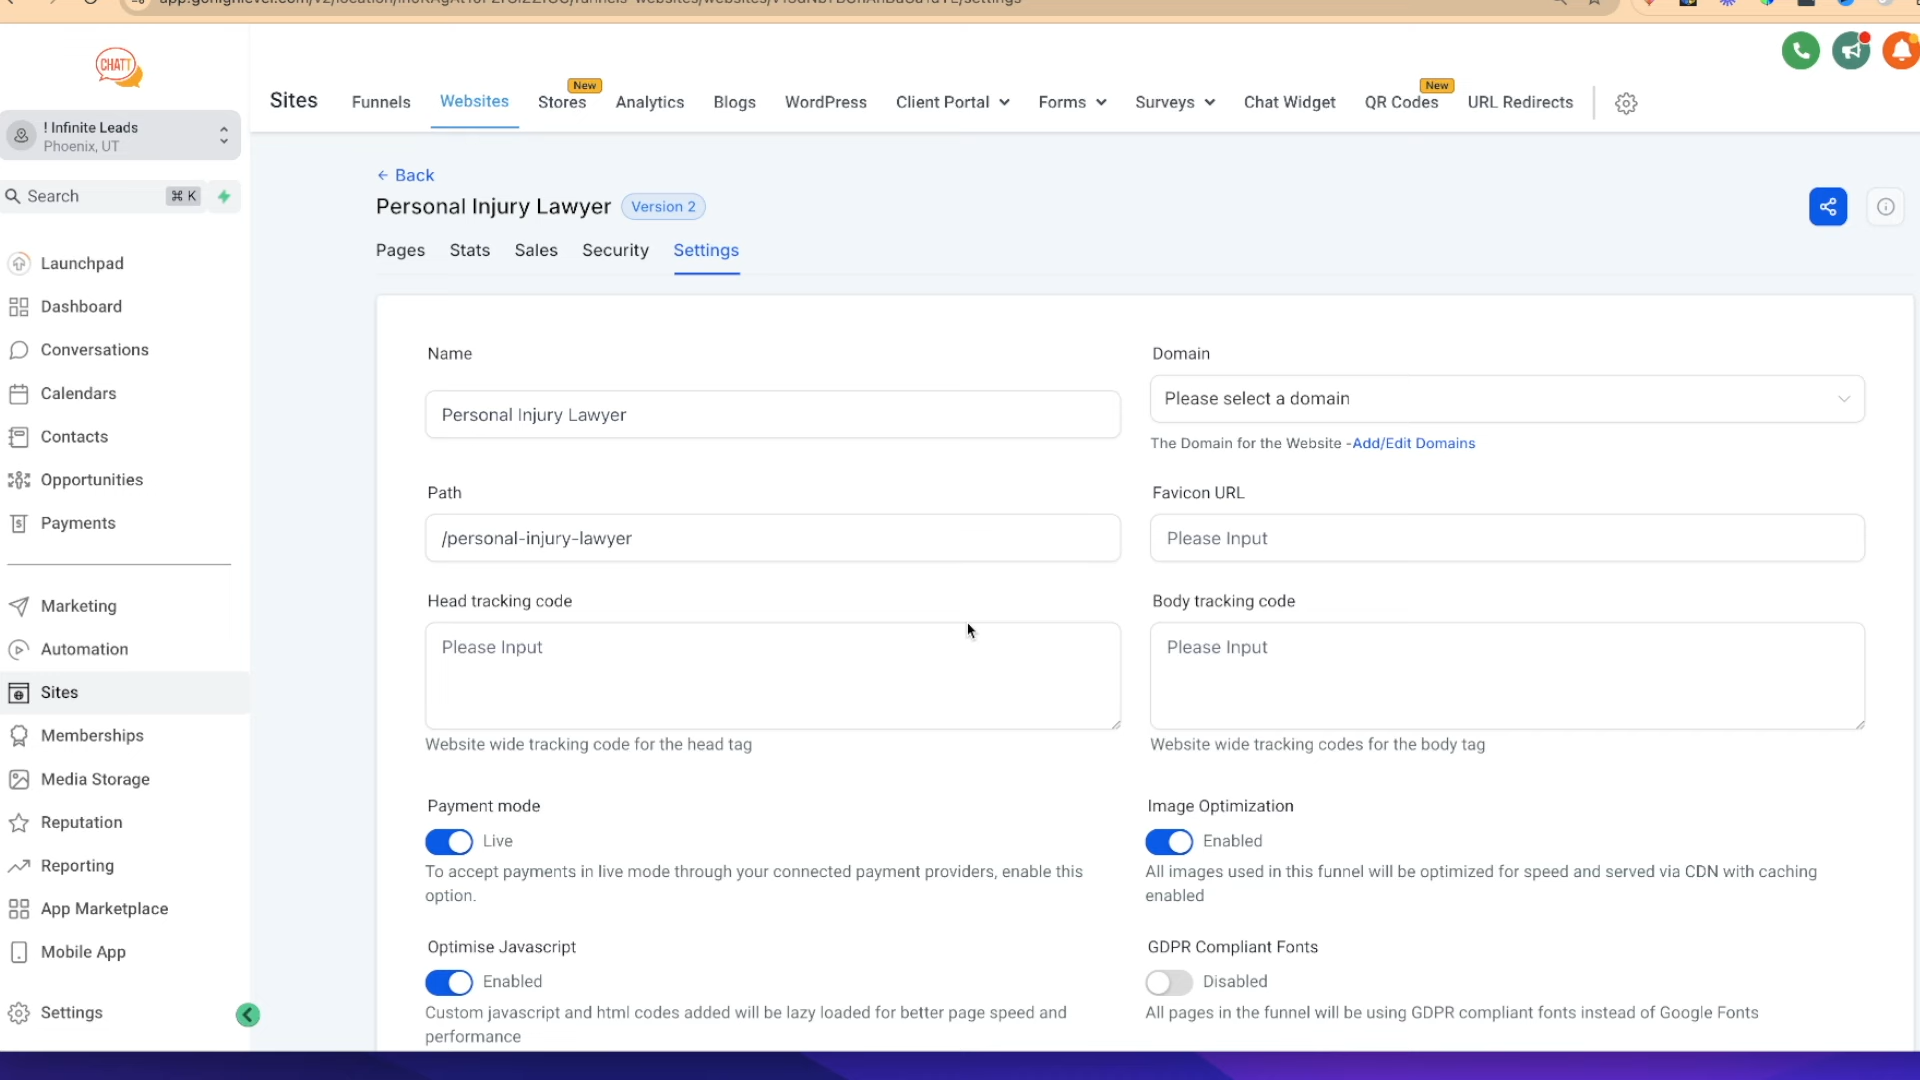 CHATT
! Infinite Leads
Phoenix, UT
Search
⌘ K
Launchpad
Dashboard
Conversations
Calendars
Contacts
Opportunities
Payments
Marketing
Automation
Sites
Memberships
Media Storage
Reputation
Reporting
App Marketplace
Mobile App
Settings
Sites
Funnels
Websites
New
Stores
Analytics
Blogs
WordPress
Client Portal
Forms
Surveys
Chat Widget
New
QR Codes
URL Redirects
← Back
Personal Injury Lawyer
Version 2
Pages
Stats
Sales
Security
Settings
Name
Personal Injury Lawyer
Domain
Please select a domain
The Domain for the Website -Add/Edit Domains
Path
/personal-injury-lawyer
Favicon URL
Please Input
Head tracking code
Please Input
Website wide tracking code for the head tag
Body tracking code
Please Input
Website wide tracking codes for the body tag
Payment mode
Live
To accept payments in live mode through your connected payment providers, enable this
option.
Image Optimization
Enabled
All images used in this funnel will be optimized for speed and served via CDN with caching
enabled
Optimise Javascript
Enabled
Custom javascript and html codes added will be lazy loaded for better page speed and
performance
GDPR Compliant Fonts
Disabled
All pages in the funnel will be using GDPR compliant fonts instead of Google Fonts